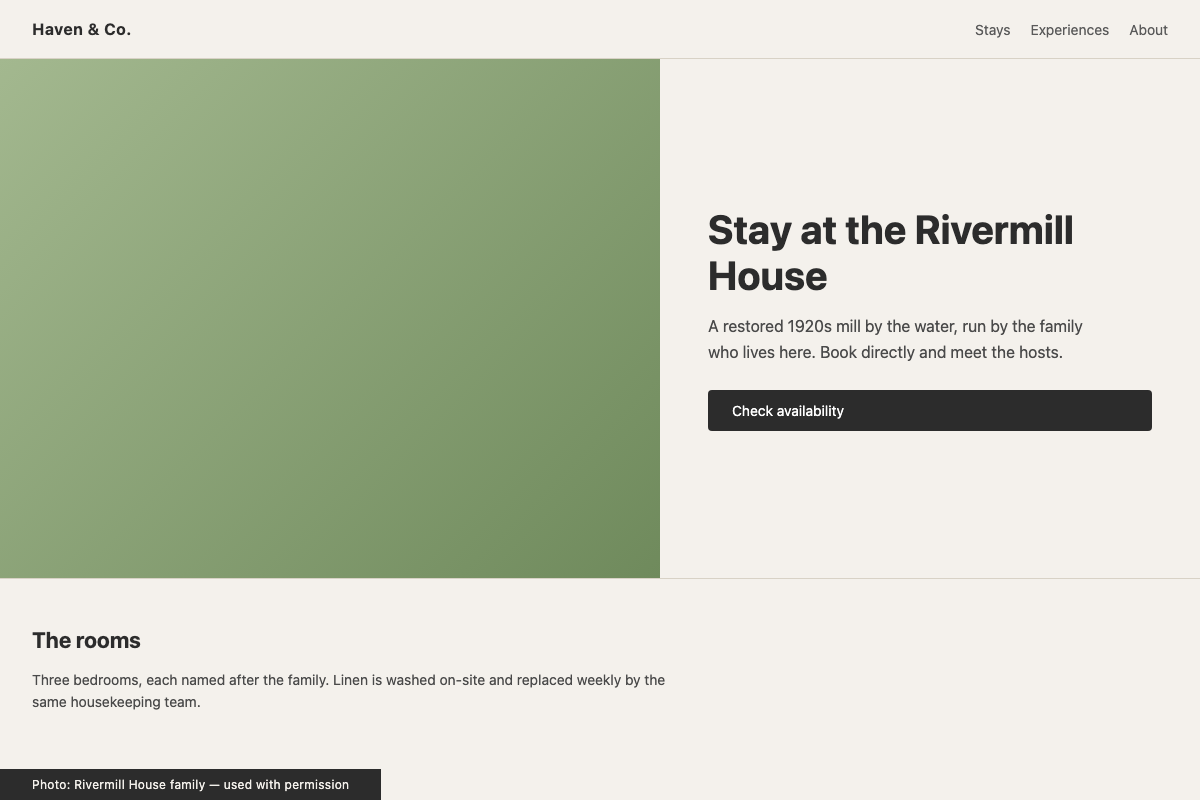 Haven & Co.
Stays Experiences About
Stay at the Rivermill
House
A restored 1920s mill by the water, run by the family
who lives here. Book directly and meet the hosts.
Check availability
The rooms
Three bedrooms, each named after the family. Linen is washed on-site and replaced weekly by the
same housekeeping team.
Photo: Rivermill House family — used with permission